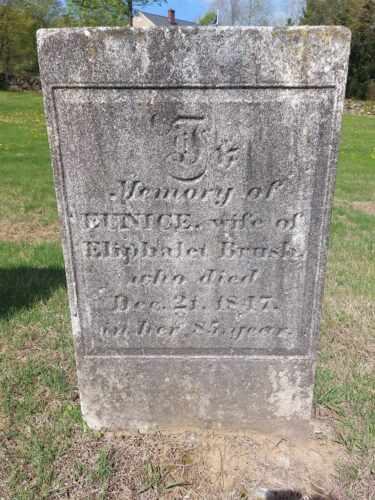 In
Memory of
EUNICE. wife of
Eliphalet Brush,
who died
Dec. 21. 1847.
in her 85. year.